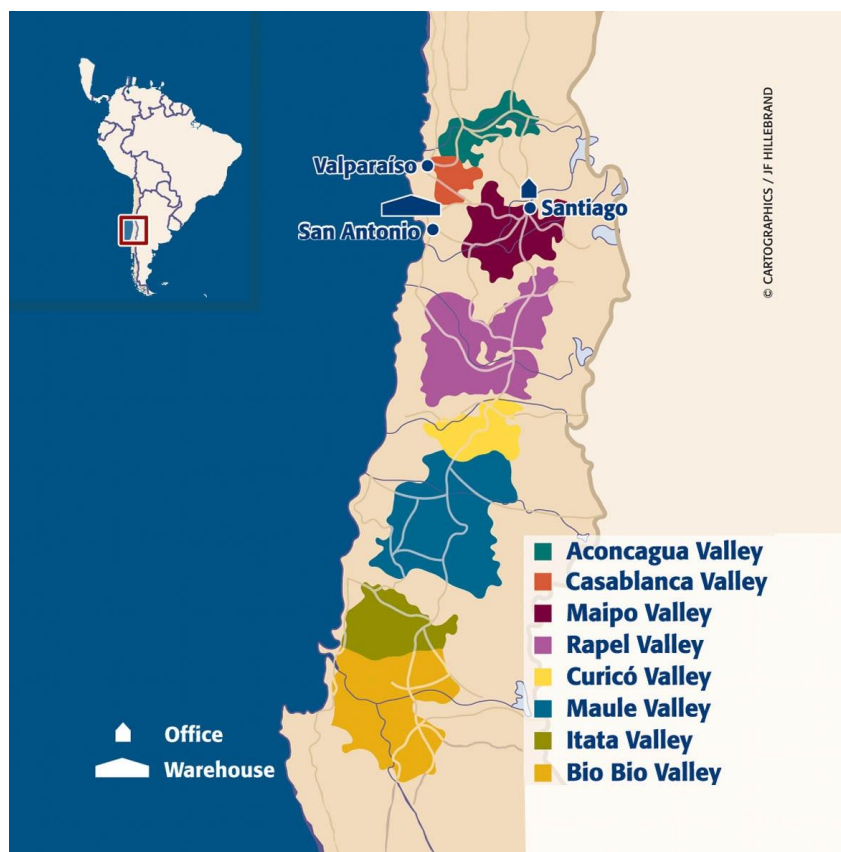 © CARTOGRAPHICS / JF HILLEBRAND
Valparaíso
Santiago
San Antonio
Aconcagua Valley
Casablanca Valley
Maipo Valley
Rapel Valley
Curicó Valley
Maule Valley
Itata Valley
Bio Bio Valley
Office
Warehouse